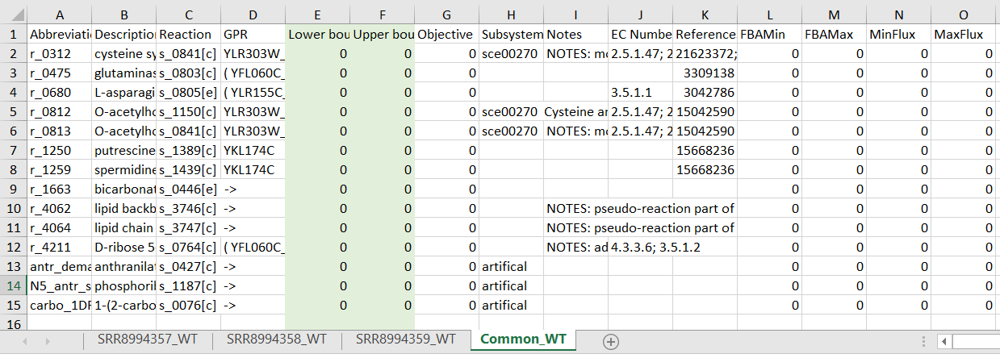 A B C D E F G H I J K L M N O
1 Abbreviati Description Reaction GPR Lower bou Upper bou Objective Subsystem Notes EC Numbe Reference FBAMin FBAMax MinFlux MaxFlux
2 r_0312 cysteine sy s_0841[c] YLR303W_ 0 0 0 sce00270 NOTES: mo 2.5.1.47; 2 21623372; 0 0 0 0
3 r_0475 glutaminas s_0803[c] ( YFL060C_ 0 0 0 3309138 0 0 0 0
4 r_0680 L-asparagi s_0805[e] ( YLR155C_ 0 0 0 3.5.1.1 3042786 0 0 0 0
5 r_0812 O-acetylho s_1150[c] YLR303W_ 0 0 0 sce00270 Cysteine an 2.5.1.47; 2 15042590 0 0 0 0
6 r_0813 O-acetylho s_0841[c] YLR303W_ 0 0 0 sce00270 NOTES: mo 2.5.1.47; 2 15042590 0 0 0 0
7 r_1250 putrescine s_1389[c] YKL174C 0 0 0 15668236 0 0 0 0
8 r_1259 spermidine s_1439[c] YKL174C 0 0 0 15668236 0 0 0 0
9 r_1663 bicarbonat s_0446[e] -> 0 0 0 0 0 0 0
10 r_4062 lipid backb s_3746[c] -> 0 0 0 NOTES: pseudo-reaction part of 0 0 0 0
11 r_4064 lipid chain s_3747[c] -> 0 0 0 NOTES: pseudo-reaction part of 0 0 0 0
12 r_4211 D-ribose 5- s_0764[c] ( YFL060C_ 0 0 0 NOTES: ad 4.3.3.6; 3.5.1.2 0 0 0 0
13 antr_dema anthranilat s_0427[c] -> 0 0 0 artifical 0 0 0 0
14 N5_antr_s phosphorib s_1187[c] -> 0 0 0 artifical 0 0 0 0
15 carbo_1DF 1-(2-carbo s_0076[c] -> 0 0 0 artifical 0 0 0 0
16
SRR8994357_WT SRR8994358_WT SRR8994359_WT Common_WT